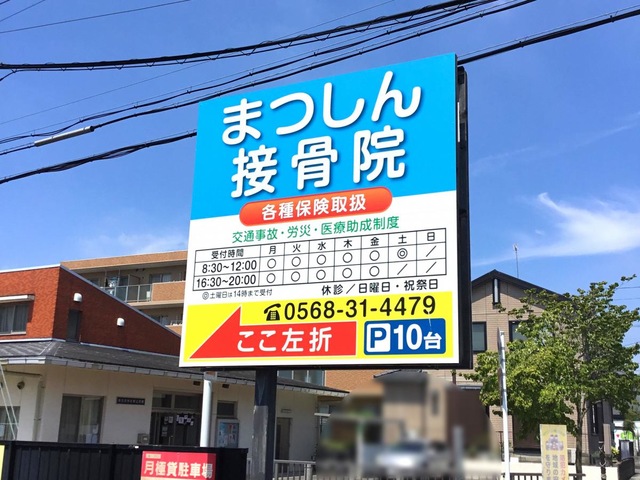 まつしん
接骨院
各種保険取扱
交通事故・労災・医療助成制度
受付時間 月 火 水 木 金 土 日
8:30~12:00 ○ ○ ○ ○ ○ ◎ ／
16:30~20:00 ○ ○ ○ ○ ○ ／ ／
◎土曜日は14時まで受付 休診／日曜日・祝祭日
☎0568-31-4479
ここ左折 P10台
月極貸駐車場